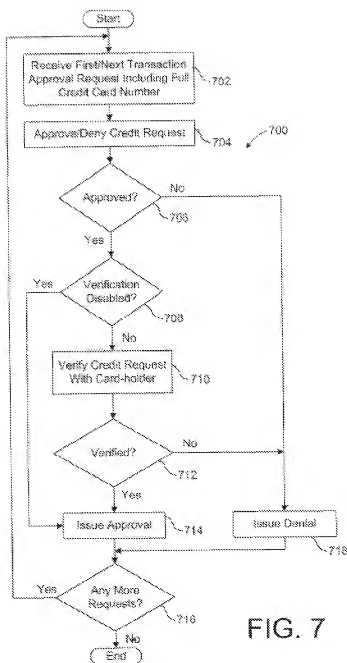 Start
Receive First/Next Transaction
Approval Request Including Full
Credit Card Number
702
Approve/Deny Credit Request
704
700
Approved?
706
No
Yes
Yes
Verification
Disabled?
708
No
Verify Credit Request
With Card-holder
710
Verified?
712
No
Yes
Issue Approval
714
Issue Denial
718
Yes
Any More
Requests?
716
No
End
FIG. 7